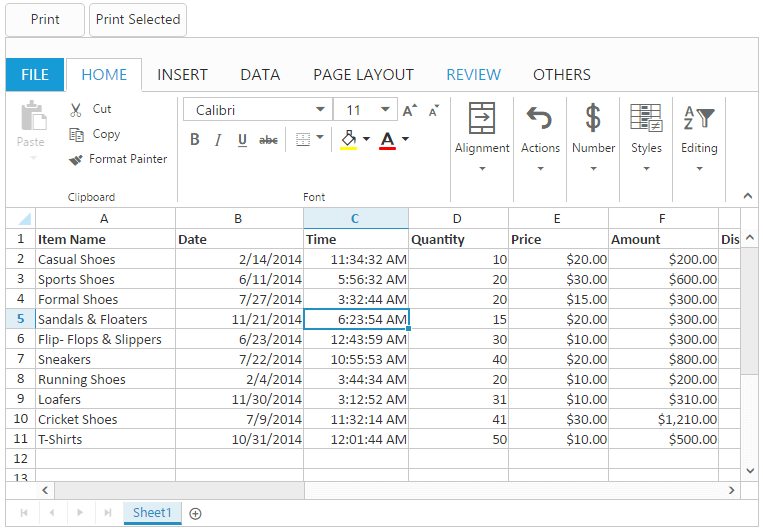 Print Print Selected
FILE HOME INSERT DATA PAGE LAYOUT REVIEW OTHERS
Paste
Cut
Copy
Format Painter
Clipboard
Calibri 11 A A
B I U abc A
Font
Alignment Actions Number Styles Editing
$ A Z
A B C D E F
1 Item Name Date Time Quantity Price Amount Dis
2 Casual Shoes 2/14/2014 11:34:32 AM 10 $20.00 $200.00
3 Sports Shoes 6/11/2014 5:56:32 AM 20 $30.00 $600.00
4 Formal Shoes 7/27/2014 3:32:44 AM 20 $15.00 $300.00
5 Sandals & Floaters 11/21/2014 6:23:54 AM 15 $20.00 $300.00
6 Flip- Flops & Slippers 6/23/2014 12:43:59 AM 30 $10.00 $300.00
7 Sneakers 7/22/2014 10:55:53 AM 40 $20.00 $800.00
8 Running Shoes 2/4/2014 3:44:34 AM 20 $10.00 $200.00
9 Loafers 11/30/2014 3:12:52 AM 31 $10.00 $310.00
10 Cricket Shoes 7/9/2014 11:32:14 AM 41 $30.00 $1,210.00
11 T-Shirts 10/31/2014 12:01:44 AM 50 $10.00 $500.00
12
13
Sheet1